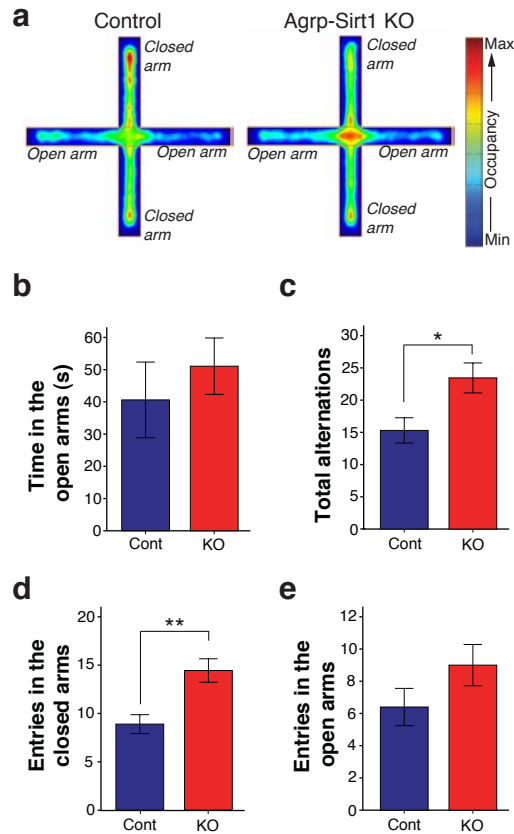 a
Control
Agrp-Sirt1 KO
Closed
arm
Closed
arm
Open arm
Open arm
Open arm
Open arm
Closed
arm
Closed
arm
Max
Occupancy
Min
b
Time in the
open arms (s)
60
50
40
30
20
10
0
Cont
KO
c
Total alternations
30
25
20
15
10
5
0
*
Cont
KO
d
Entries in the
closed arms
20
15
10
5
0
**
Cont
KO
e
Entries in the
open arms
12
10
8
6
4
2
0
Cont
KO